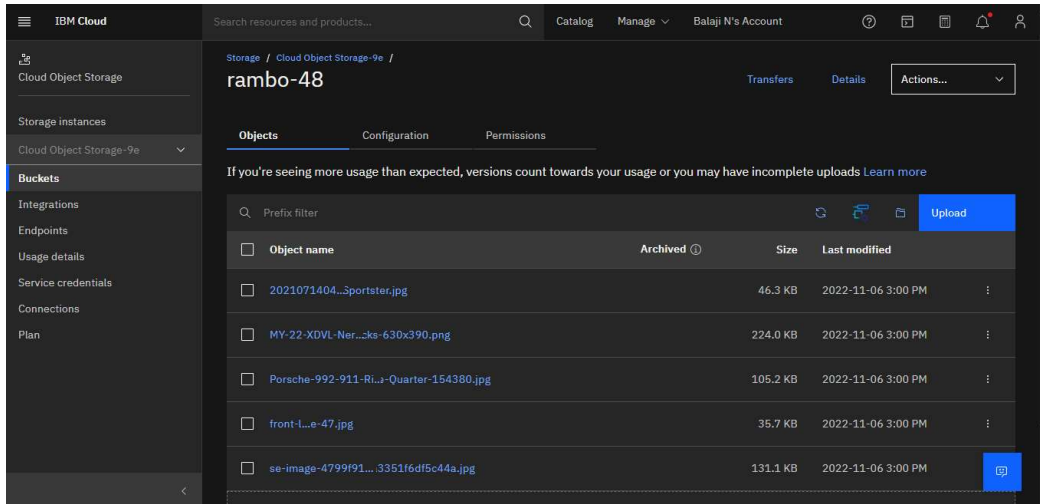 IBM Cloud
Search resources and products...
Catalog
Manage
Balaji N's Account
Cloud Object Storage
Storage instances
Cloud Object Storage-9e
Buckets
Integrations
Endpoints
Usage details
Service credentials
Connections
Plan
Storage / Cloud Object Storage-9e /
rambo-48
Transfers
Details
Actions...
Objects
Configuration
Permissions
If you're seeing more usage than expected, versions count towards your usage or you may have incomplete uploads Learn more
Prefix filter
Upload
Object name Archived Size Last modified
2021071404...Sportster.jpg 46.3 KB 2022-11-06 3:00 PM
MY-22-XDVL-Ner...cks-630x390.png 224.0 KB 2022-11-06 3:00 PM
Porsche-992-911-Ri...-Quarter-154380.jpg 105.2 KB 2022-11-06 3:00 PM
front-l...e-47.jpg 35.7 KB 2022-11-06 3:00 PM
se-image-4799f91...3351f6df5c44a.jpg 131.1 KB 2022-11-06 3:00 PM